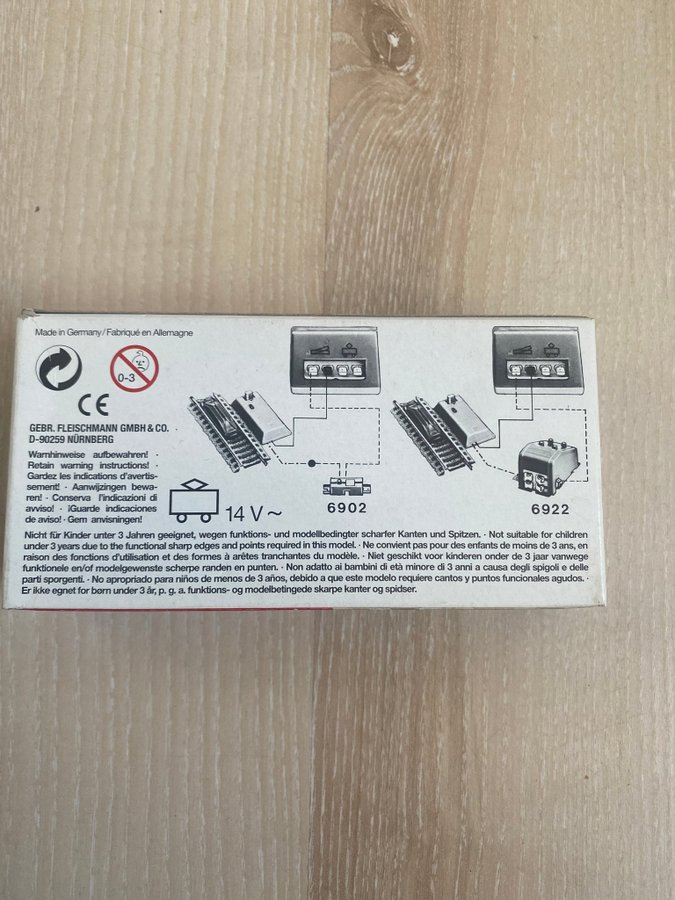 Made in Germany/Fabriqué en Allemagne
0-3
CE
GEBR. FLEISCHMANN GMBH & CO. ·
D-90259 NÜRNBERG
Warnhinweise aufbewahren! ·
Retain warning instructions! ·
Gardez les indications d'avertis-
sement! · Aanwijzingen bewa-
ren! · Conserva l'indicazioni di
avviso! · ¡Guarde indicaciones
de aviso! · Gem anvisningen!
14 V ~
6902
6922
Nicht für Kinder unter 3 Jahren geeignet, wegen funktions- und modellbedingter scharfer Kanten und Spitzen. · Not suitable for children
under 3 years due to the functional sharp edges and points required in this model. · Ne convient pas pour des enfants de moins de 3 ans, en
raison des fonctions d'utilisation et des formes à arêtes tranchantes du modèle. · Niet geschikt voor kinderen onder de 3 jaar vanwege
funktionele en/of modelgewenste scherpe randen en punten. · Non adatto ai bambini di età minore di 3 anni a causa degli spigoli e delle
parti sporgenti. · No apropriado para niños de menos de 3 años, debido a que este modelo requiere cantos y puntos funcionales agudos. ·
Er ikke egnet for børn under 3 år, p. g. a. funktions- og modelbetingede skarpe kanter og spidser.